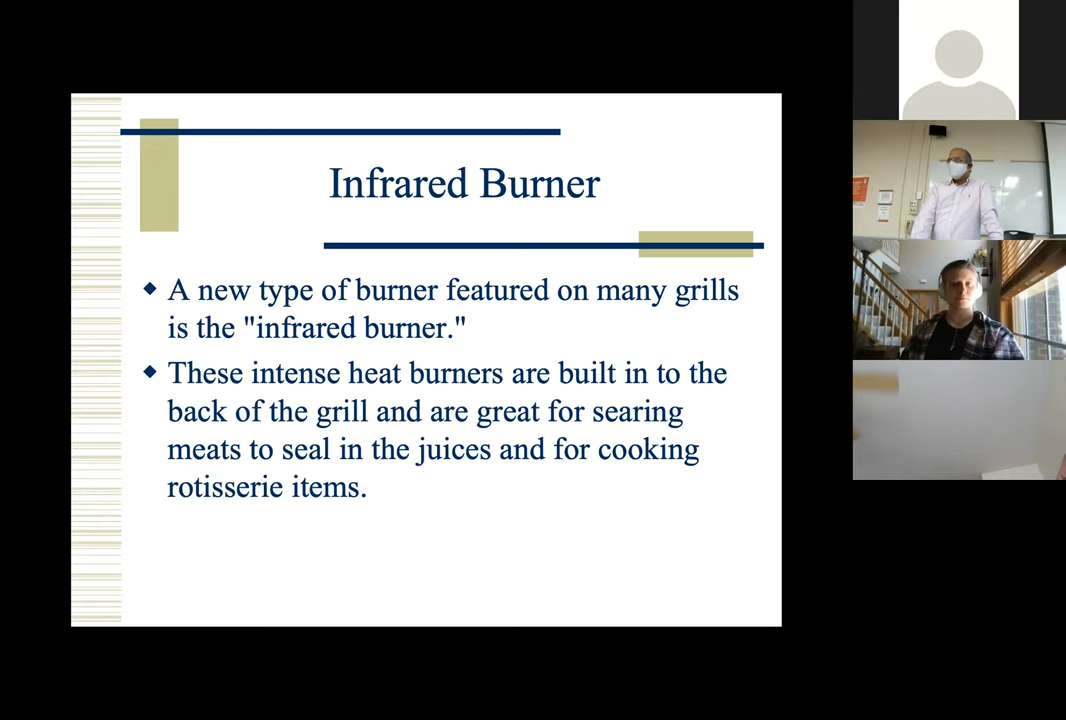 Infrared Burner
A new type of burner featured on many grills
is the "infrared burner."
These intense heat burners are built in to the
back of the grill and are great for searing
meats to seal in the juices and for cooking
rotisserie items.